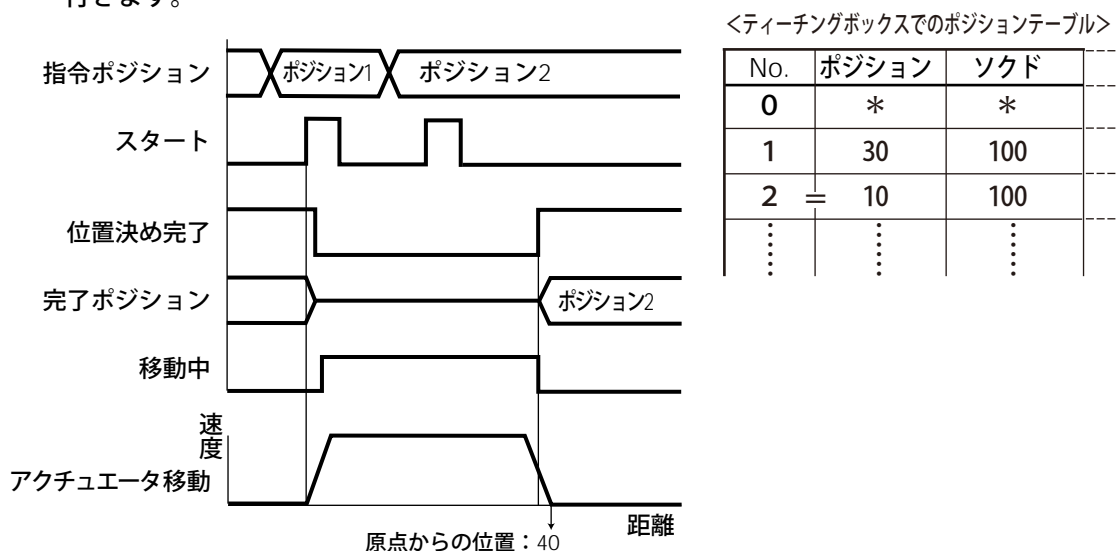 行きます。
<ティーチングボックスでのポジションテーブル>
No. ポジション ソクド
0 * *
1 30 100
2 = 10 100
指令ポジション
ポジション1 ポジション2
スタート
位置決め完了
完了ポジション
ポジション2
移動中
速度
アクチュエータ移動
距離
原点からの位置:40